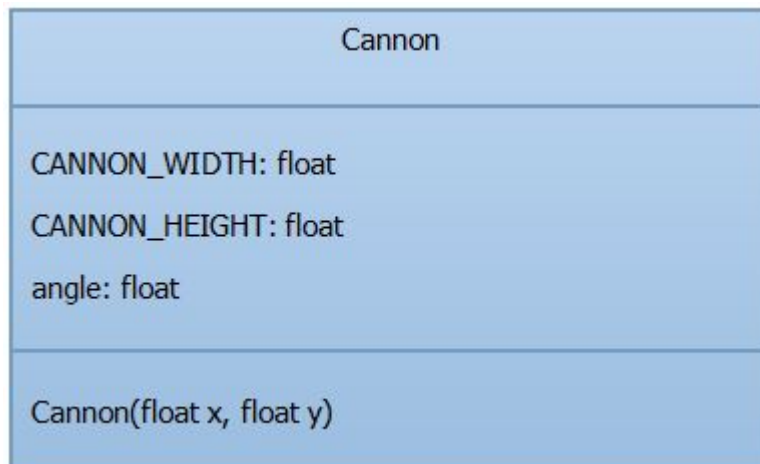 Cannon
CANNON_WIDTH: float
CANNON_HEIGHT: float
angle: float
Cannon(float x, float y)